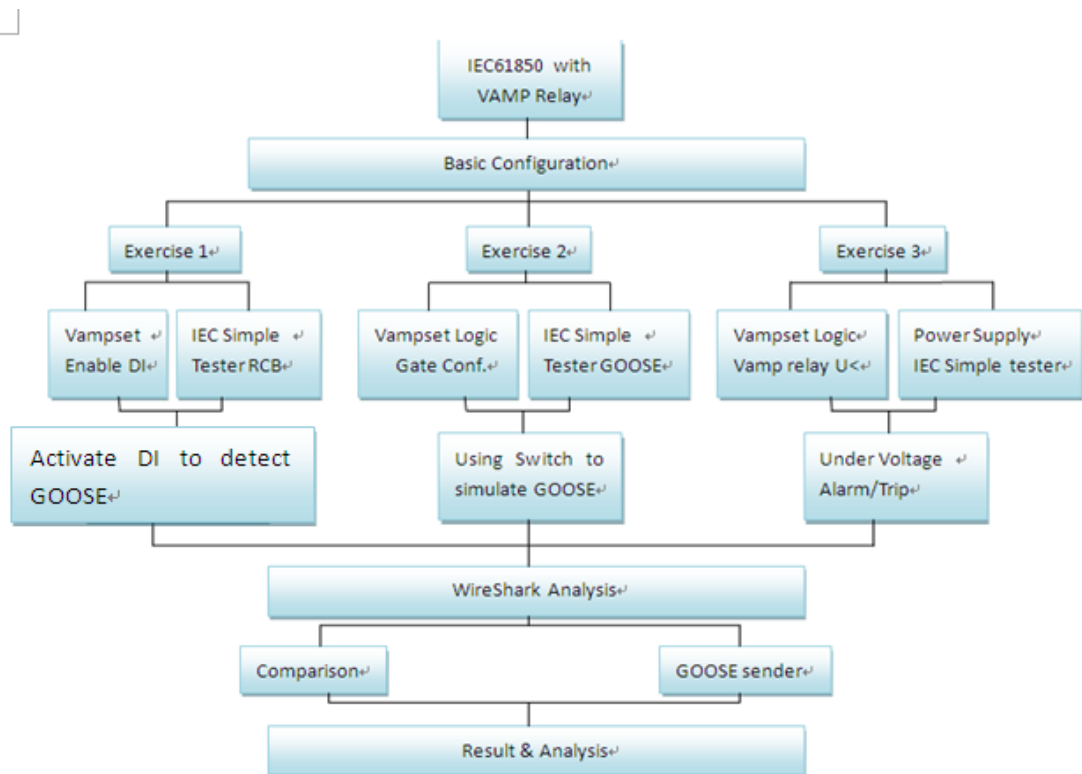 IEC61850 with
VAMP Relay↵
Basic Configuration↵
Exercise 1↵
Exercise 2↵
Exercise 3↵
Vampset ↵
Enable DI↵
IEC Simple ↵
Tester RCB↵
Vampset Logic
Gate Conf.↵
IEC Simple ↵
Tester GOOSE↵
Vampset Logic↵
Vamp relay U<↵
Power Supply↵
IEC Simple tester↵
Activate DI to detect
GOOSE↵
Using Switch to
simulate GOOSE↵
Under Voltage ↵
Alarm/Trip↵
WireShark Analysis↵
Comparison↵
GOOSE sender↵
Result & Analysis↵